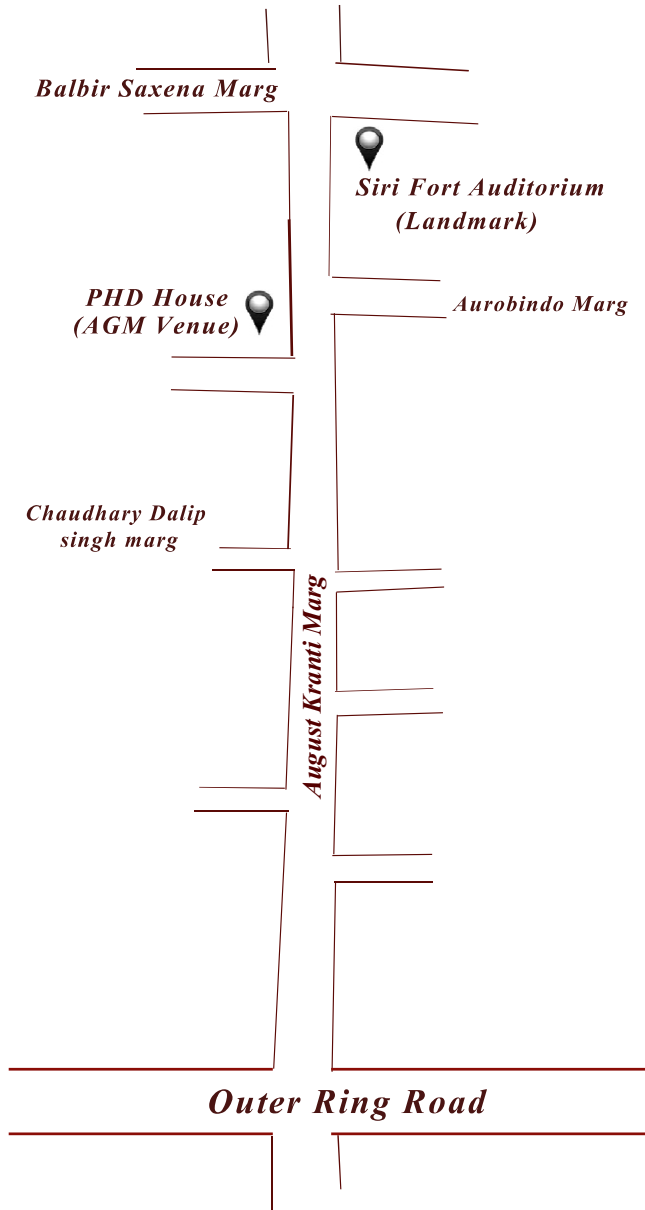 Balbir Saxena Marg
Siri Fort Auditorium
(Landmark)
PHD House
(AGM Venue)
Aurobindo Marg
Chaudhary Dalip
singh marg
August Kranti Marg
Outer Ring Road